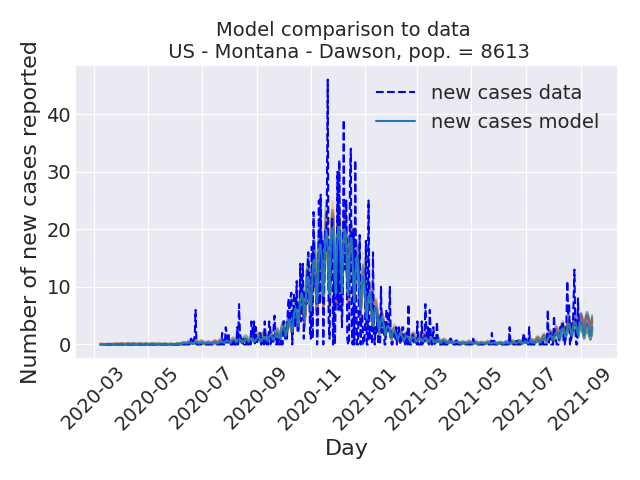 Model comparison to data
US - Montana - Dawson, pop. = 8613
new cases data
new cases model
Number of new cases reported
40
30
20
10
0
2020-03
2020-05
2020-07
2020-09
2020-11
2021-01
2021-03
2021-05
2021-07
2021-09
Day